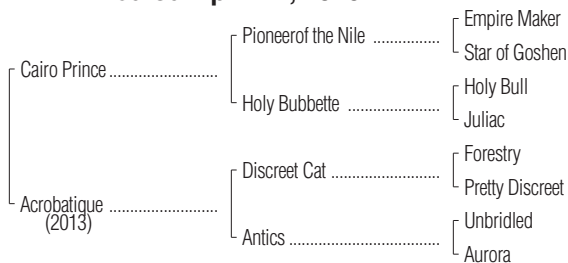 Empire Maker
Pioneerof the Nile ..................
Star of Goshen
Cairo Prince ........................
Holy Bull
Holy Bubbette .....................
Juliac
Forestry
Discreet Cat .........................
Pretty Discreet
Acrobatique ........................
(2013)
Unbridled
Antics ..................................
Aurora